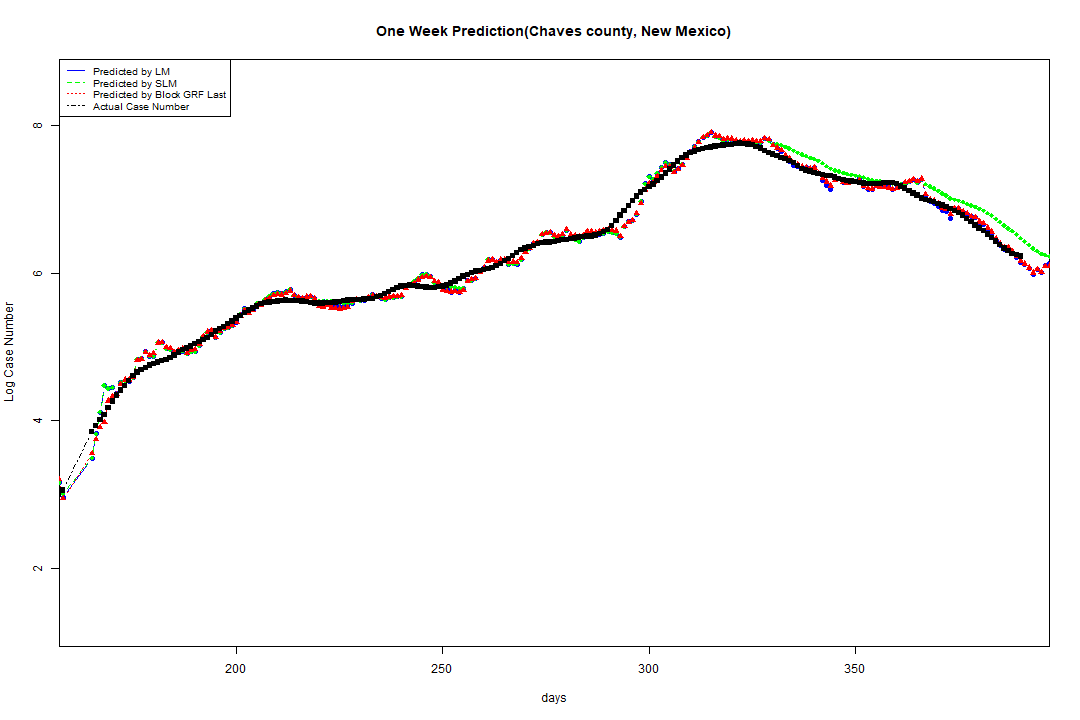 One Week Prediction(Chaves county, New Mexico)
Predicted by LM
Predicted by SLM
Predicted by Block GRF Last
Actual Case Number
8
6
4
2
Log Case Number
200 250 300 350
days